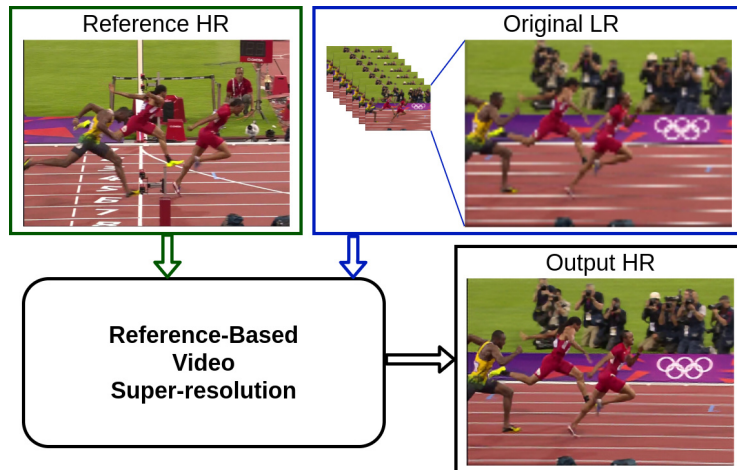 Reference HR
Original LR
Output HR
Reference-Based
Video
Super-resolution